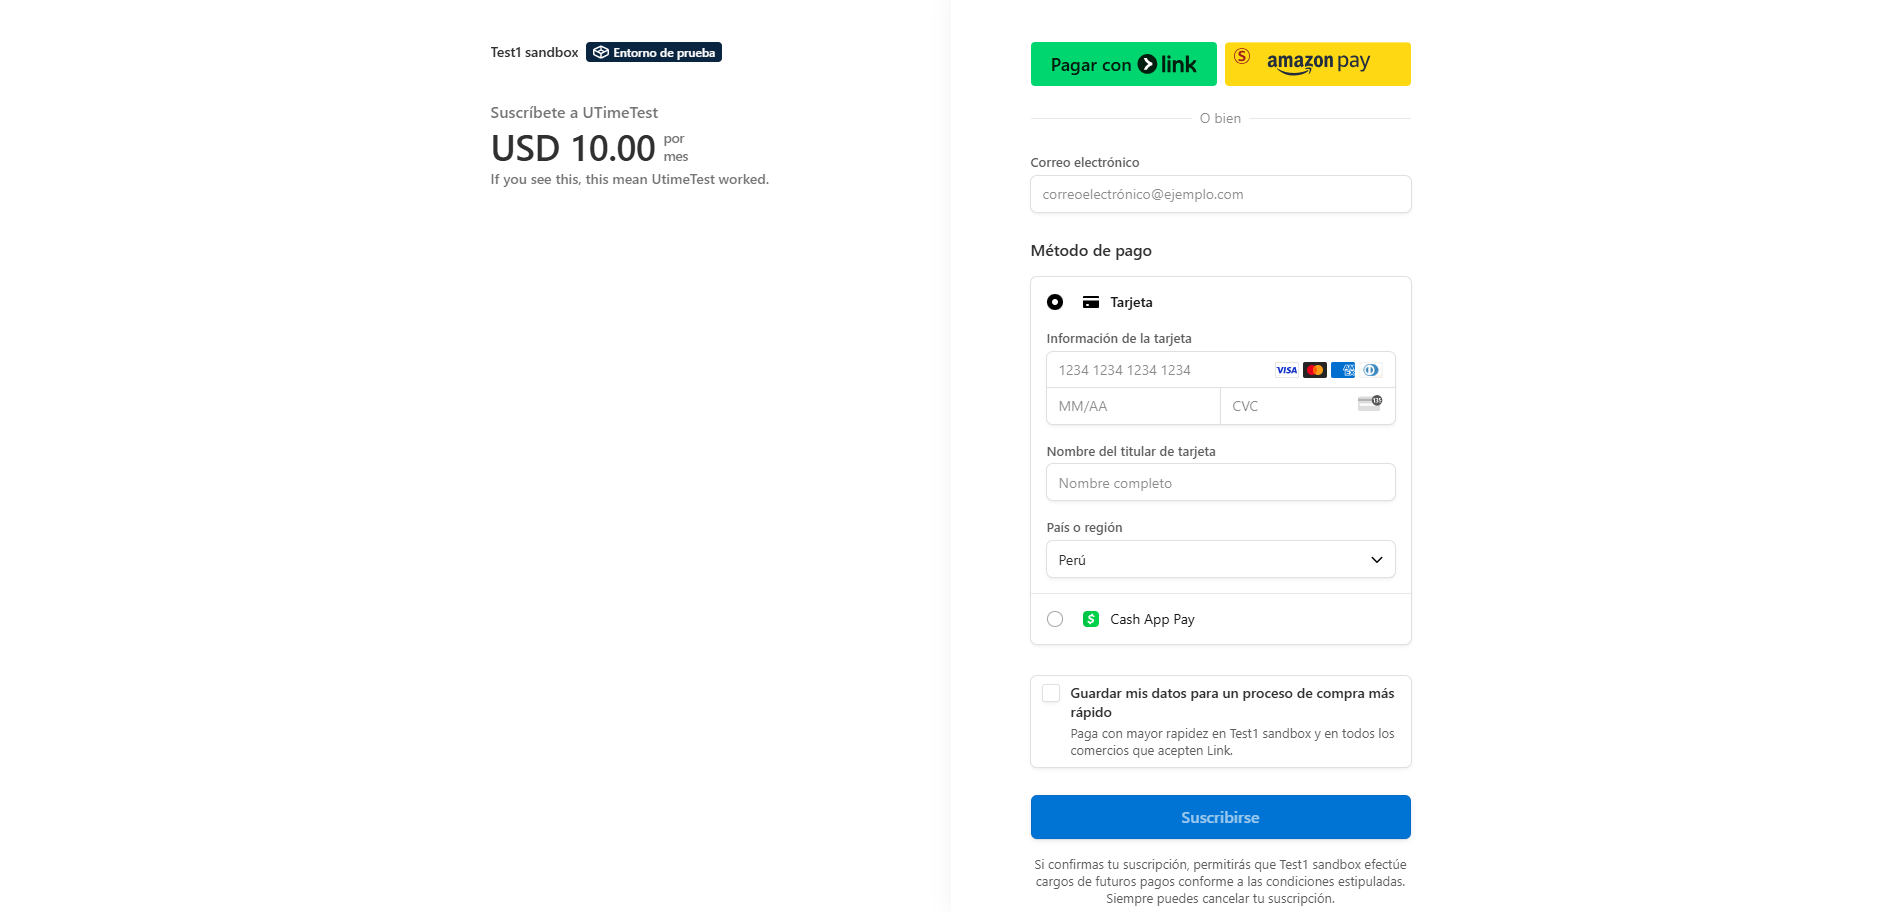 Test1 sandbox Entorno de prueba
Suscríbete a UTimeTest
USD 10.00 por mes
If you see this, this mean UtimeTest worked.
Pagar con link
S amazon pay
O bien
Correo electrónico
correoelectrónico@ejemplo.com
Método de pago
Tarjeta
Información de la tarjeta
1234 1234 1234 1234 VISA AM EX
MM/AA CVC 135
Nombre del titular de tarjeta
Nombre completo
País o región
Perú
$ Cash App Pay
Guardar mis datos para un proceso de compra más
rápido
Paga con mayor rapidez en Test1 sandbox y en todos los
comercios que acepten Link.
Suscribirse
Si confirmas tu suscripción, permitirás que Test1 sandbox efectúe
cargos de futuros pagos conforme a las condiciones estipuladas.
Siempre puedes cancelar tu suscripción.